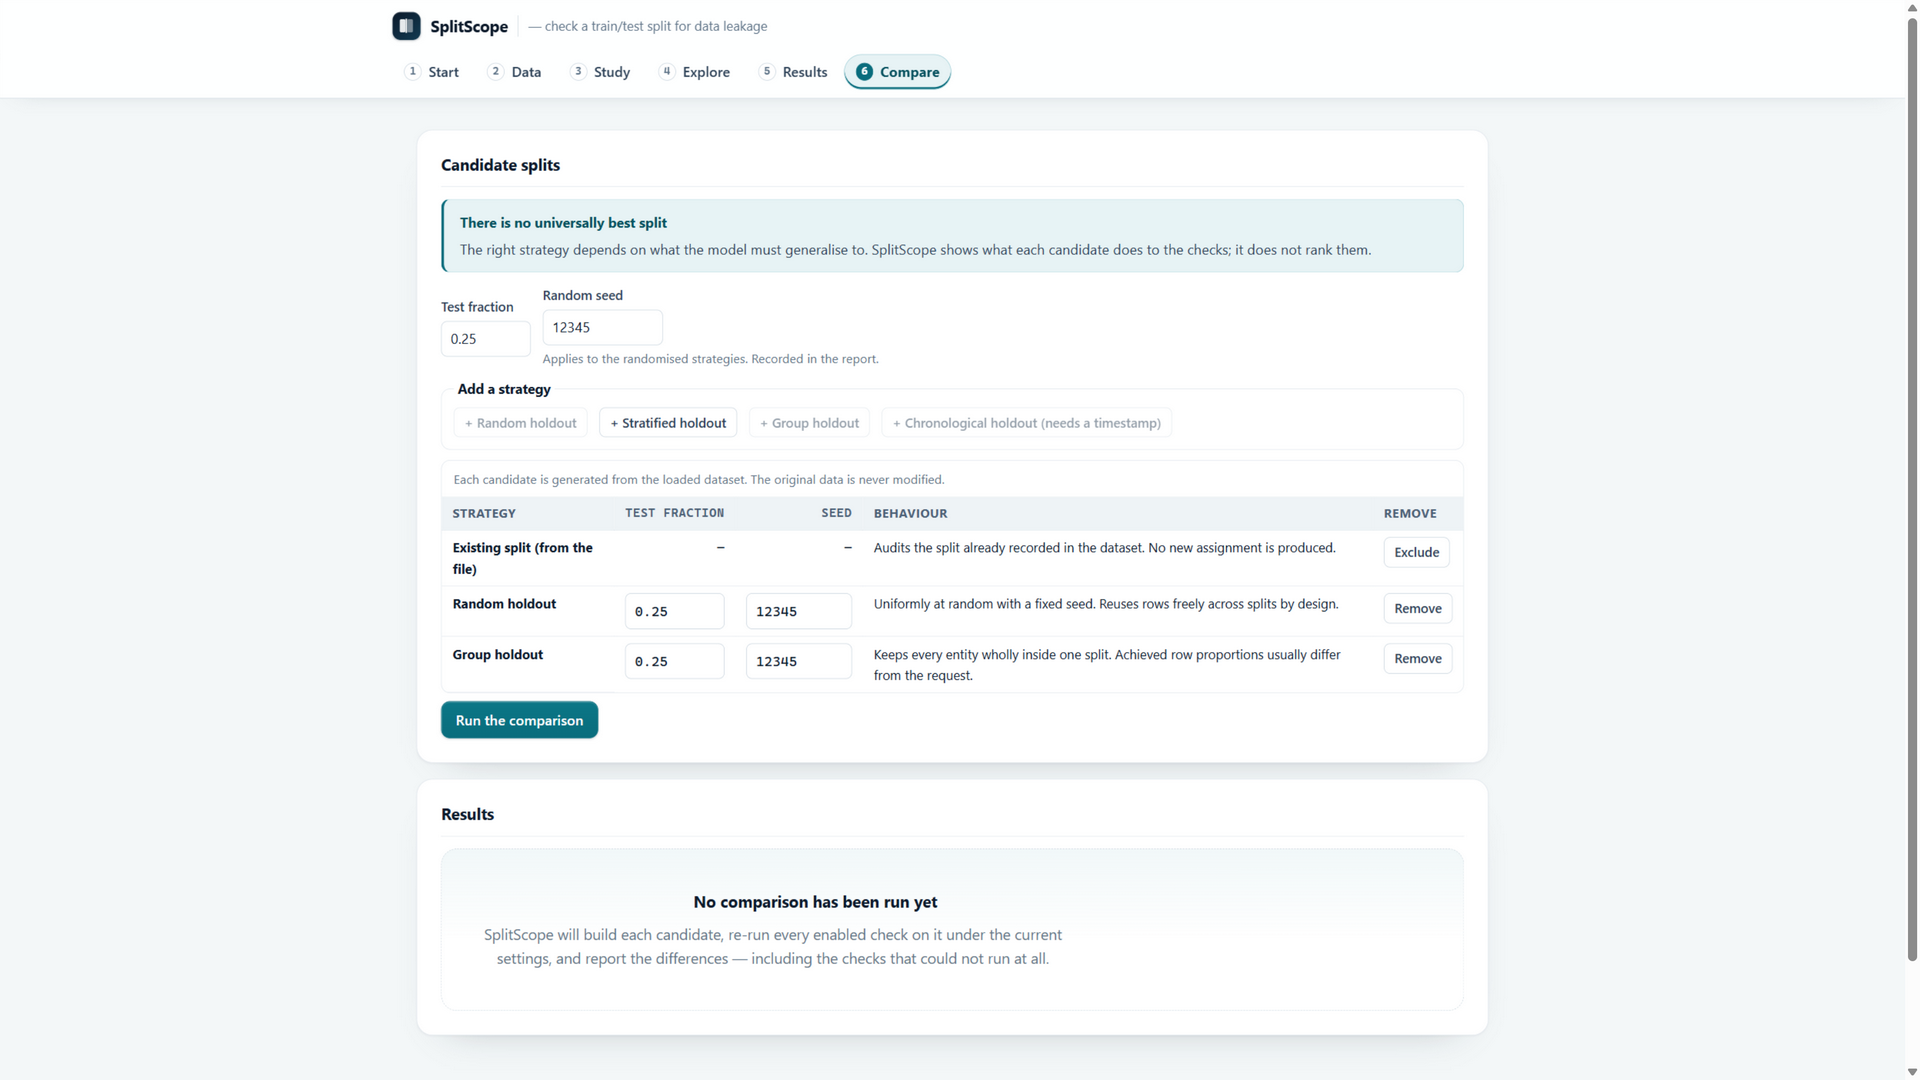 SplitScope — check a train/test split for data leakage
1 Start 2 Data 3 Study 4 Explore 5 Results 6 Compare
Candidate splits
There is no universally best split
The right strategy depends on what the model must generalise to. SplitScope shows what each candidate does to the checks; it does not rank them.
Test fraction
0.25
Random seed
12345
Applies to the randomised strategies. Recorded in the report.
Add a strategy
+ Random holdout + Stratified holdout + Group holdout + Chronological holdout (needs a timestamp)
Each candidate is generated from the loaded dataset. The original data is never modified.
STRATEGY TEST FRACTION SEED BEHAVIOUR REMOVE
Existing split (from the file) – – Audits the split already recorded in the dataset. No new assignment is produced. Exclude
Random holdout 0.25 12345 Uniformly at random with a fixed seed. Reuses rows freely across splits by design. Remove
Group holdout 0.25 12345 Keeps every entity wholly inside one split. Achieved row proportions usually differ from the request. Remove
Run the comparison
Results
No comparison has been run yet
SplitScope will build each candidate, re-run every enabled check on it under the current
settings, and report the differences — including the checks that could not run at all.